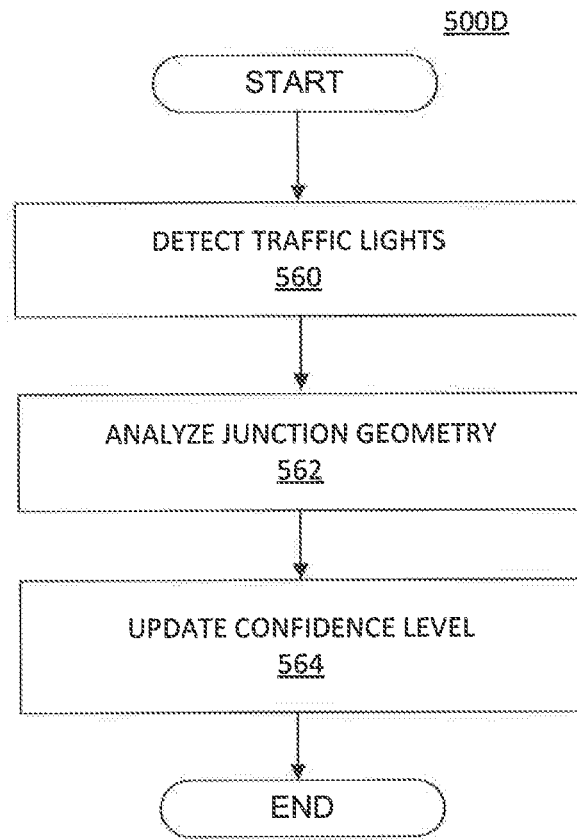 500D
START
DETECT TRAFFIC LIGHTS
560
ANALYZE JUNCTION GEOMETRY
562
UPDATE CONFIDENCE LEVEL
564
END